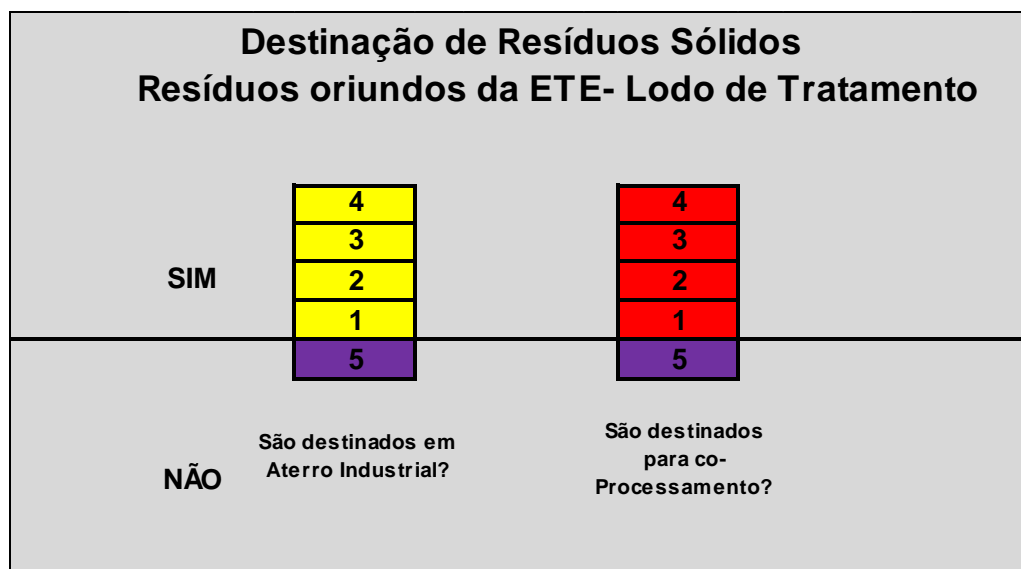 Destinação de Resíduos Sólidos
Resíduos oriundos da ETE- Lodo de Tratamento
4 4
3 3
SIM 2 2
1 1
5 5
São destinados em
Aterro Industrial?
São destinados
para co-
Processamento?
NÃO